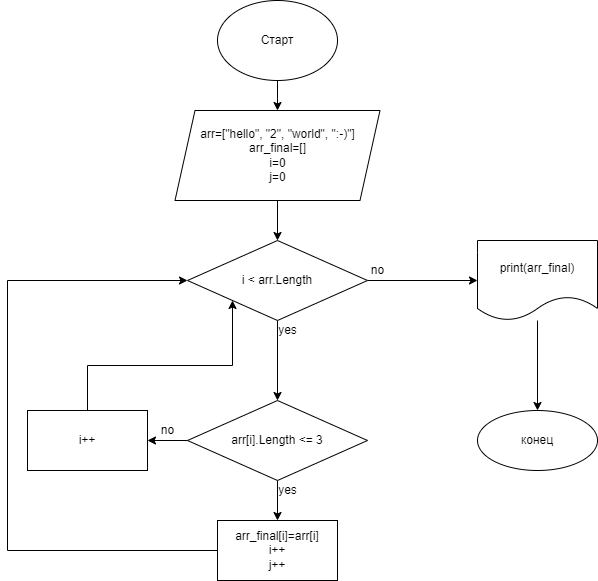 Старт
arr=["hello", "2", "world", ":-)"]
arr_final=[]
i=0
j=0
i < arr.Length
no
print(arr_final)
yes
i++
no
arr[i].Length <= 3
конец
yes
arr_final[i]=arr[i]
i++
j++